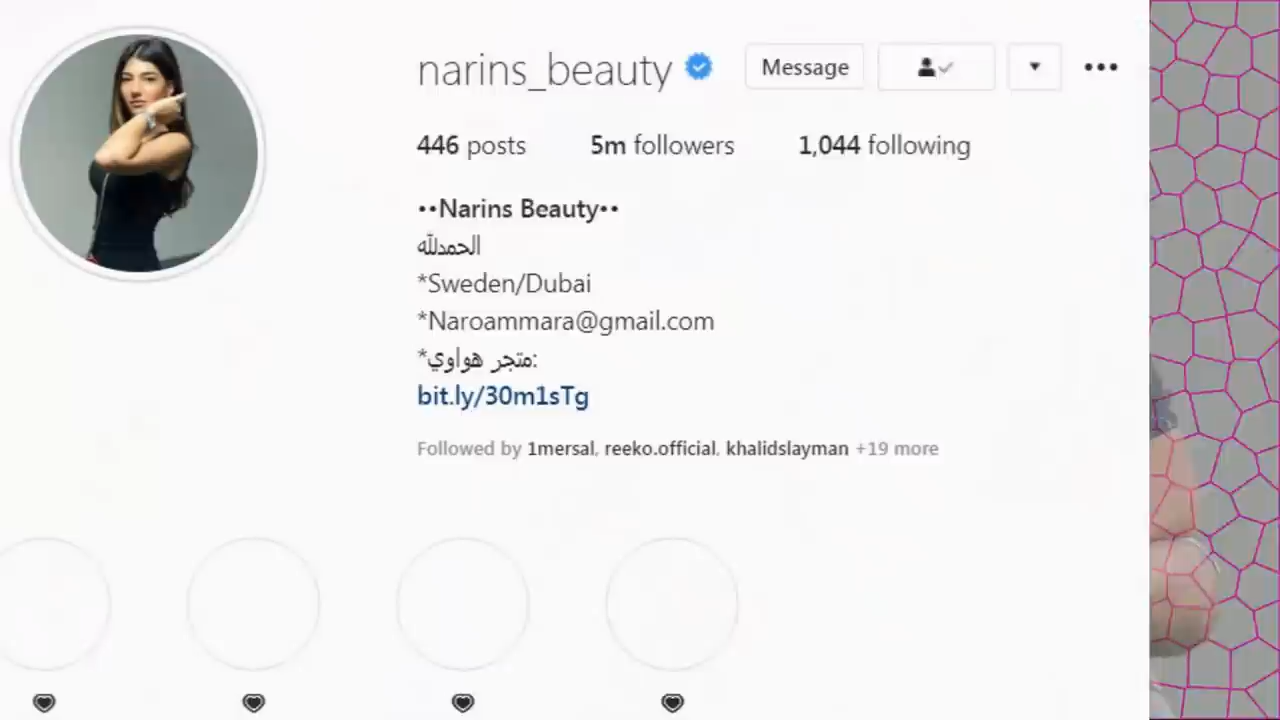 narins_beauty Message
446 posts 5m followers 1,044 following
••Narins Beauty••
الحمدلله
*Sweden/Dubai
*Naroammara@gmail.com
*متجر هواوي:
bit.ly/30m1sTg
Followed by 1mersal, reeko.official, khalidslayman +19 more